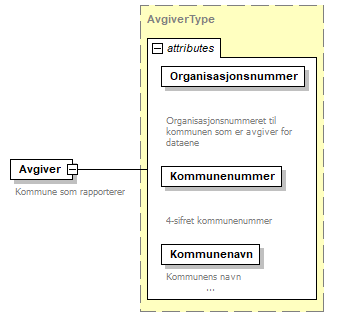 AvgiverType
attributes
Organisasjonsnummer
Organisasjonsnummeret til
kommunen som er avgiver for
dataene
Avgiver
Kommune som rapporterer
Kommunenummer
4-sifret kommunenummer
Kommunenavn
Kommunens navn
...